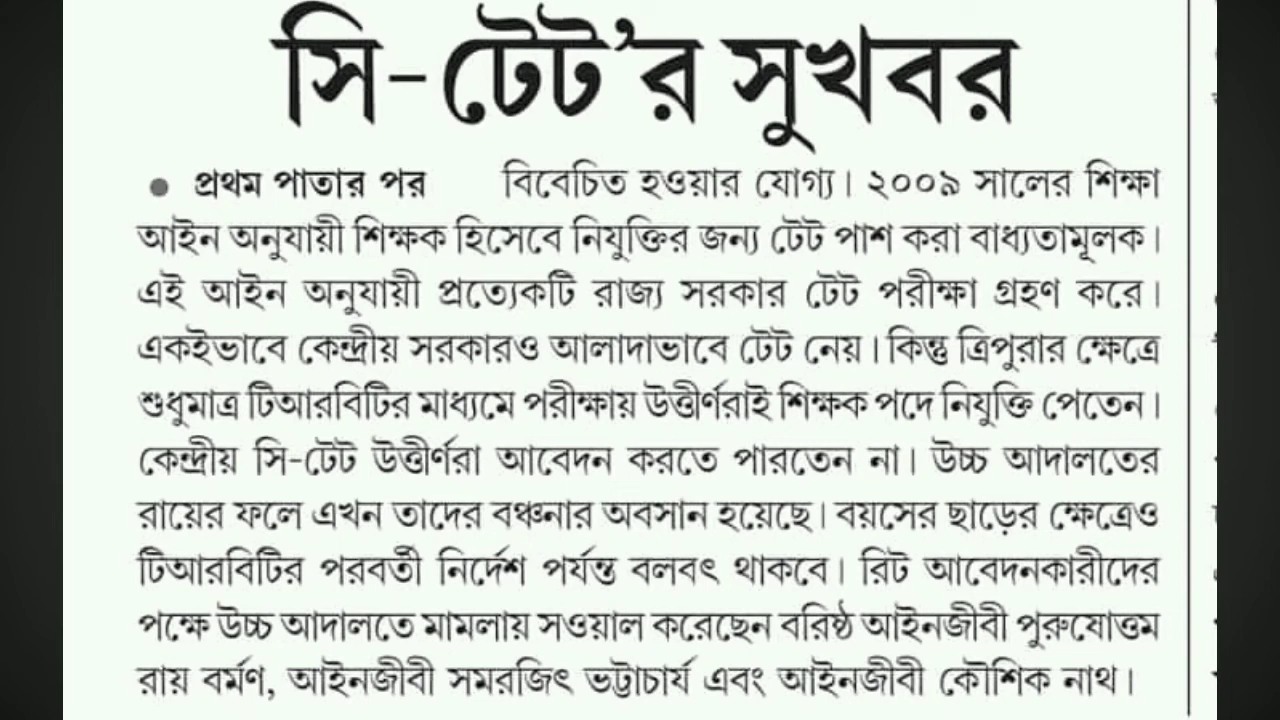 সি-টেট'র সুখবর
● প্রথম পাতার পর বিবেচিত হওয়ার যোগ্য। ২০০৯ সালের শিক্ষা
আইন অনুযায়ী শিক্ষক হিসেবে নিযুক্তির জন্য টেট পাশ করা বাধ্যতামূলক।
এই আইন অনুযায়ী প্রত্যেকটি রাজ্য সরকার টেট পরীক্ষা গ্রহণ করে।
একইভাবে কেন্দ্রীয় সরকারও আলাদাভাবে টেট নেয়। কিন্তু ত্রিপুরার ক্ষেত্রে
শুধুমাত্র টিআরবিটির মাধ্যমে পরীক্ষায় উত্তীর্ণরাই শিক্ষক পদে নিযুক্তি পেতেন।
কেন্দ্রীয় সি-টেট উত্তীর্ণরা আবেদন করতে পারতেন না। উচ্চ আদালতের
রায়ের ফলে এখন তাদের বঞ্চনার অবসান হয়েছে। বয়সের ছাড়ের ক্ষেত্রেও
টিআরবিটির পরবর্তী নির্দেশ পর্যন্ত বলবৎ থাকবে। রিট আবেদনকারীদের
পক্ষে উচ্চ আদালতে মামলায় সওয়াল করেছেন বরিষ্ঠ আইনজীবী পুরুষোত্তম
রায় বর্মণ, আইনজীবী সমরজিৎ ভট্টাচার্য এবং আইনজীবী কৌশিক নাথ।